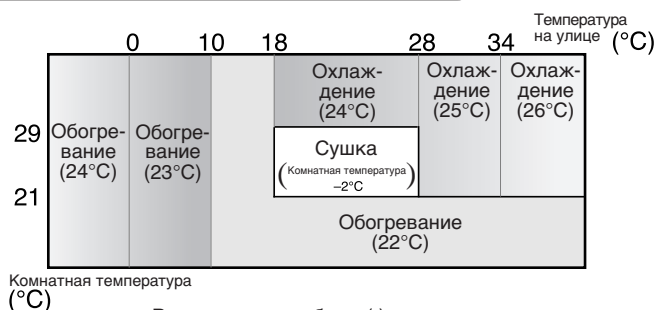 Температура
на улице (°C)
0 10 18 28 34
29
21
Обогре-
вание
(24°C)
Обогре-
вание
(23°C)
Охлаж-
дение
(24°C)
Охлаж-
дение
(25°C)
Охлаж-
дение
(26°C)
Сушка
(Комнатная температура
–2°C)
Обогревание
(22°C)
Комнатная температура
(°C)